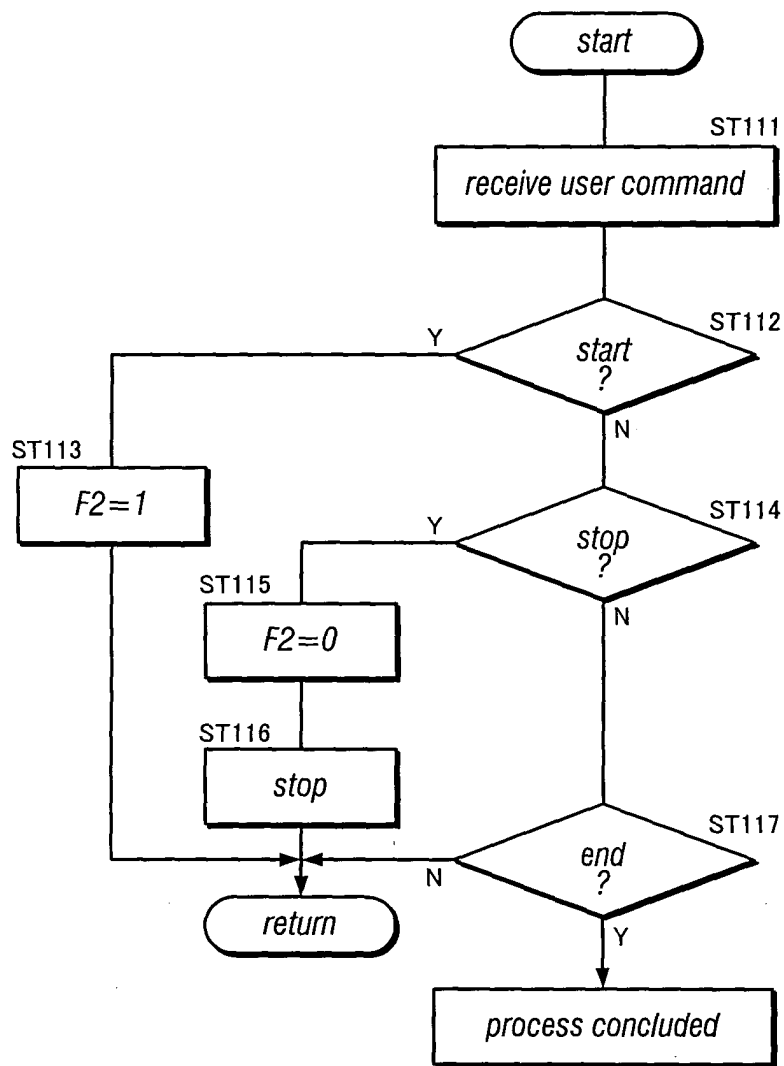 start
ST111
receive user command
ST112
Y
start
?
N
ST113
F2=1
ST114
Y
stop
?
N
ST115
F2=0
ST116
stop
ST117
end
?
N
Y
return
process concluded